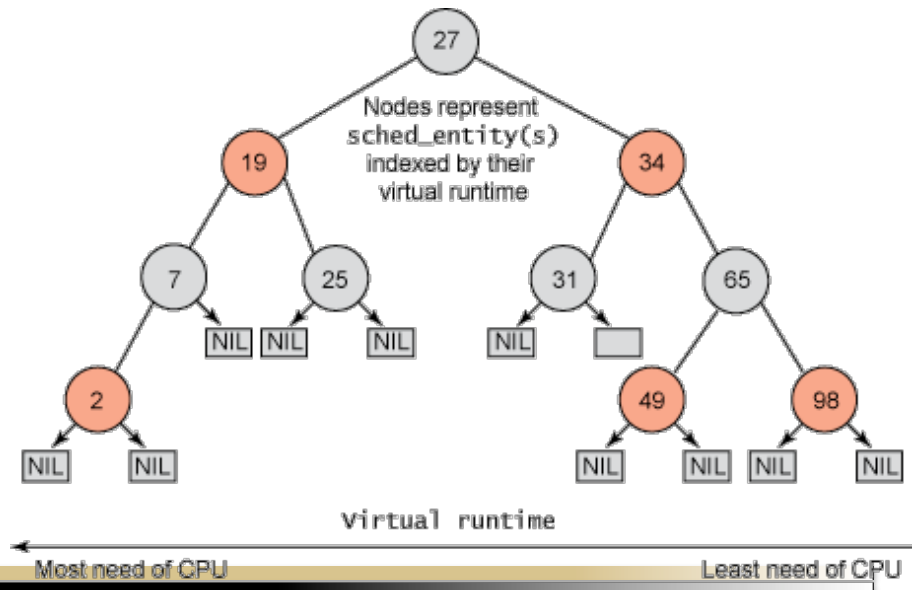 27
Nodes represent
sched_entity(s)
indexed by their
virtual runtime
19
34
7
25
31
65
NIL
NIL
NIL
NIL
2
49
98
NIL
NIL
NIL
NIL
NIL
NIL
Virtual runtime
Most need of CPU
Least need of CPU